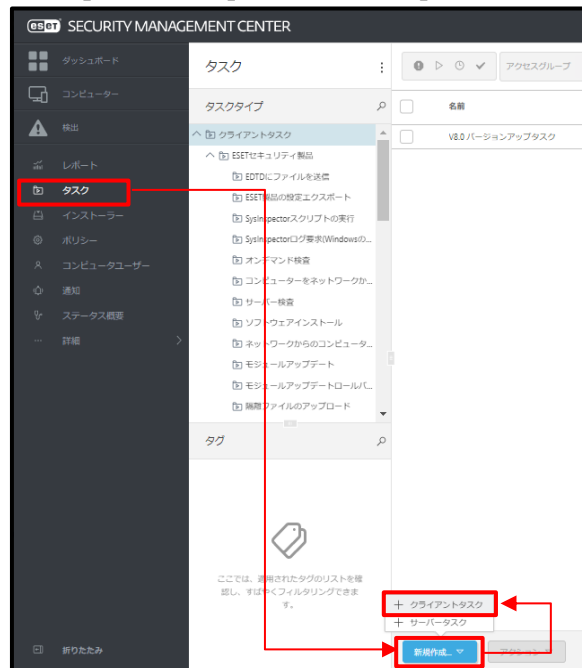 eseT SECURITY MANAGEMENT CENTER
ダッシュボード
コンピューター
検出
レポート
タスク
インストーラー
ポリシー
コンピュータユーザー
通知
ステータス概要
詳細
折りたたみ
タスク
タスクタイプ
クライアントタスク
ESETセキュリティ製品
EDTDにファイルを送信
ESET製品の設定エクスポート
SysInspectorスクリプトの実行
SysInspectorログ要求(Windowsの...
オンデマンド検査
コンピューターをネットワークか...
サーバー検査
ソフトウェアインストール
ネットワークからのコンピュータ...
モジュールアップデート
モジュールアップデートロールバ...
隔離ファイルのアップロード
タグ
ここでは、適用されたタグのリストを確
認し、すばやくフィルタリングできま
す。
アクセスグループ
名前
V8.0 バージョンアップタスク
+ クライアントタスク
+ サーバータスク
新規作成...
アクション